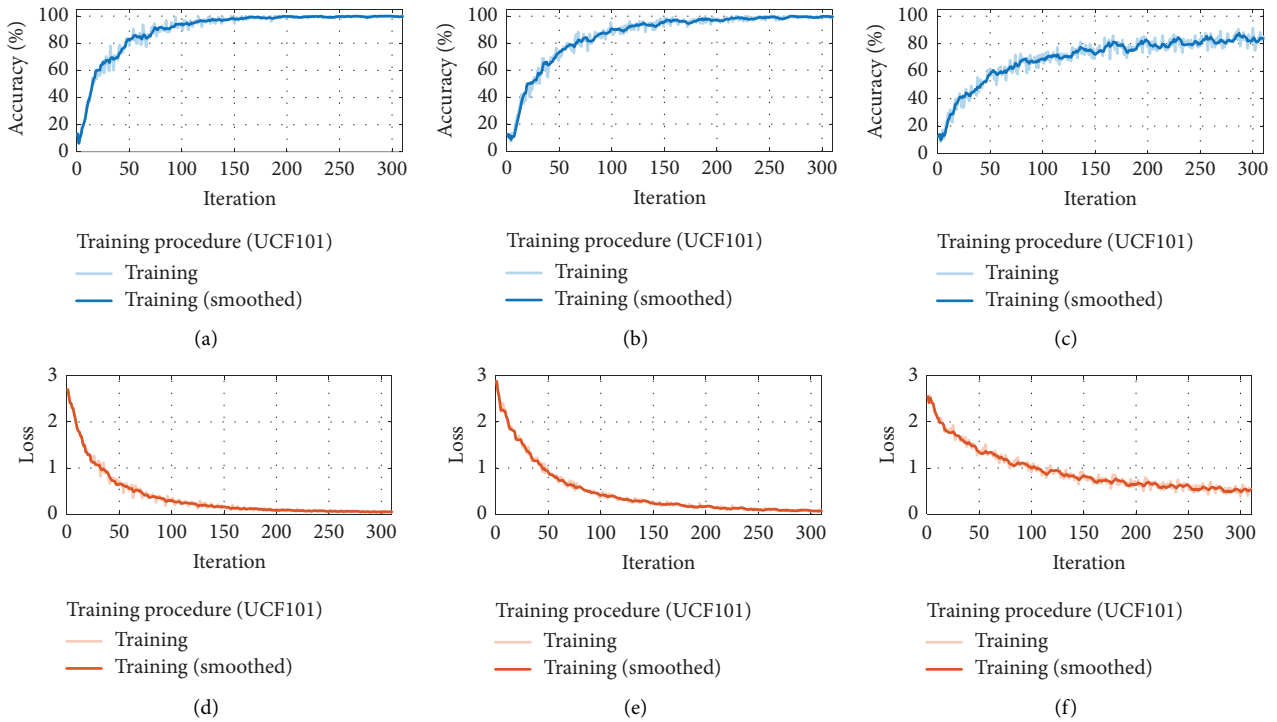 Accuracy (%)
100
80
60
40
20
0
0 50 100 150 200 250 300
Iteration
Training procedure (UCF101)
Training
Training (smoothed)
(a)
Accuracy (%)
100
80
60
40
20
0
0 50 100 150 200 250 300
Iteration
Training procedure (UCF101)
Training
Training (smoothed)
(b)
Accuracy (%)
100
80
60
40
20
0
0 50 100 150 200 250 300
Iteration
Training procedure (UCF101)
Training
Training (smoothed)
(c)
Loss
3
2
1
0
0 50 100 150 200 250 300
Iteration
Training procedure (UCF101)
Training
Training (smoothed)
(d)
Loss
3
2
1
0
0 50 100 150 200 250 300
Iteration
Training procedure (UCF101)
Training
Training (smoothed)
(e)
Loss
3
2
1
0
0 50 100 150 200 250 300
Iteration
Training procedure (UCF101)
Training
Training (smoothed)
(f)